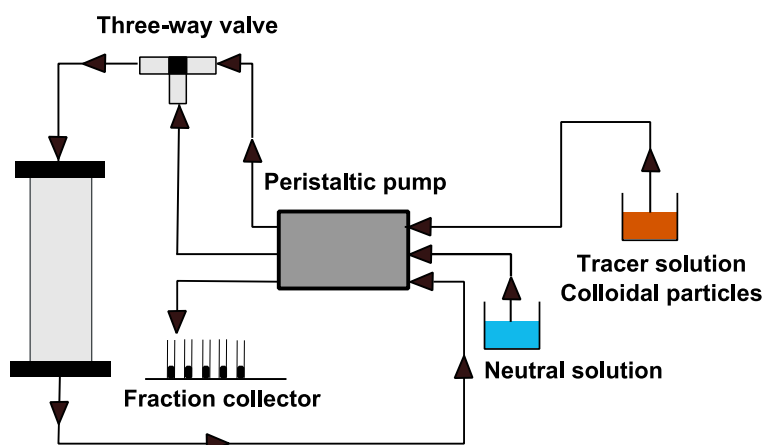 Three-way valve
Peristaltic pump
Tracer solution
Colloidal particles
Neutral solution
Fraction collector